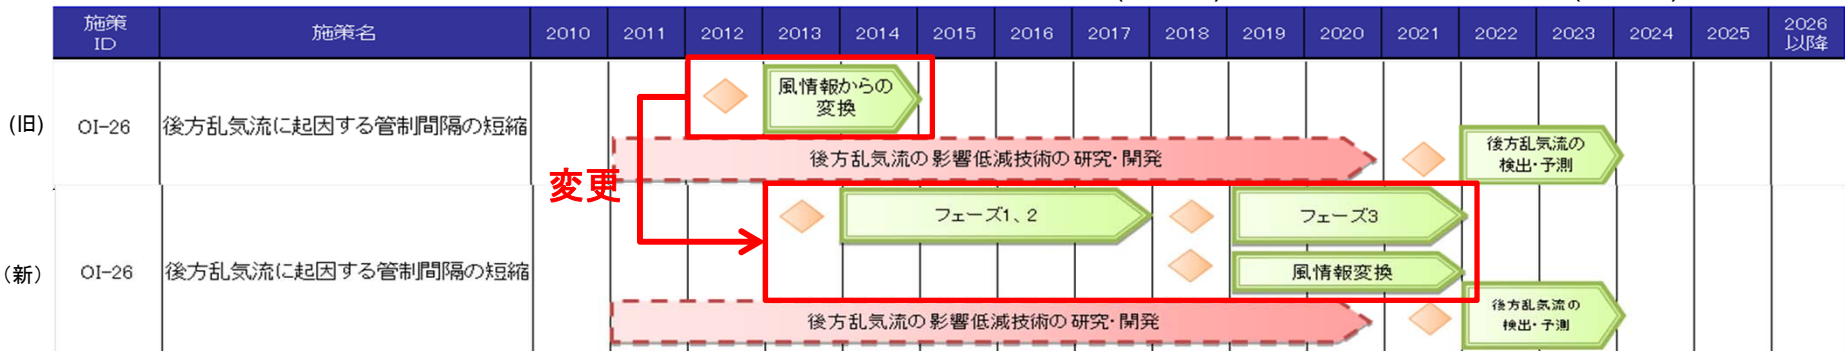 施策
ID
施策名
2010
2011
2012
2013
2014
2015
2016
2017
2018
2019
2020
2021
2022
2023
2024
2025
2026
以降
(旧)
OI-26
後方乱気流に起因する管制間隔の短縮
風情報からの
変換
後方乱気流の影響低減技術の研究・開発
後方乱気流の
検出・予測
変更
(新)
OI-26
後方乱気流に起因する管制間隔の短縮
フェーズ1、2
フェーズ3
風情報変換
後方乱気流の影響低減技術の研究・開発
後方乱気流の
検出・予測